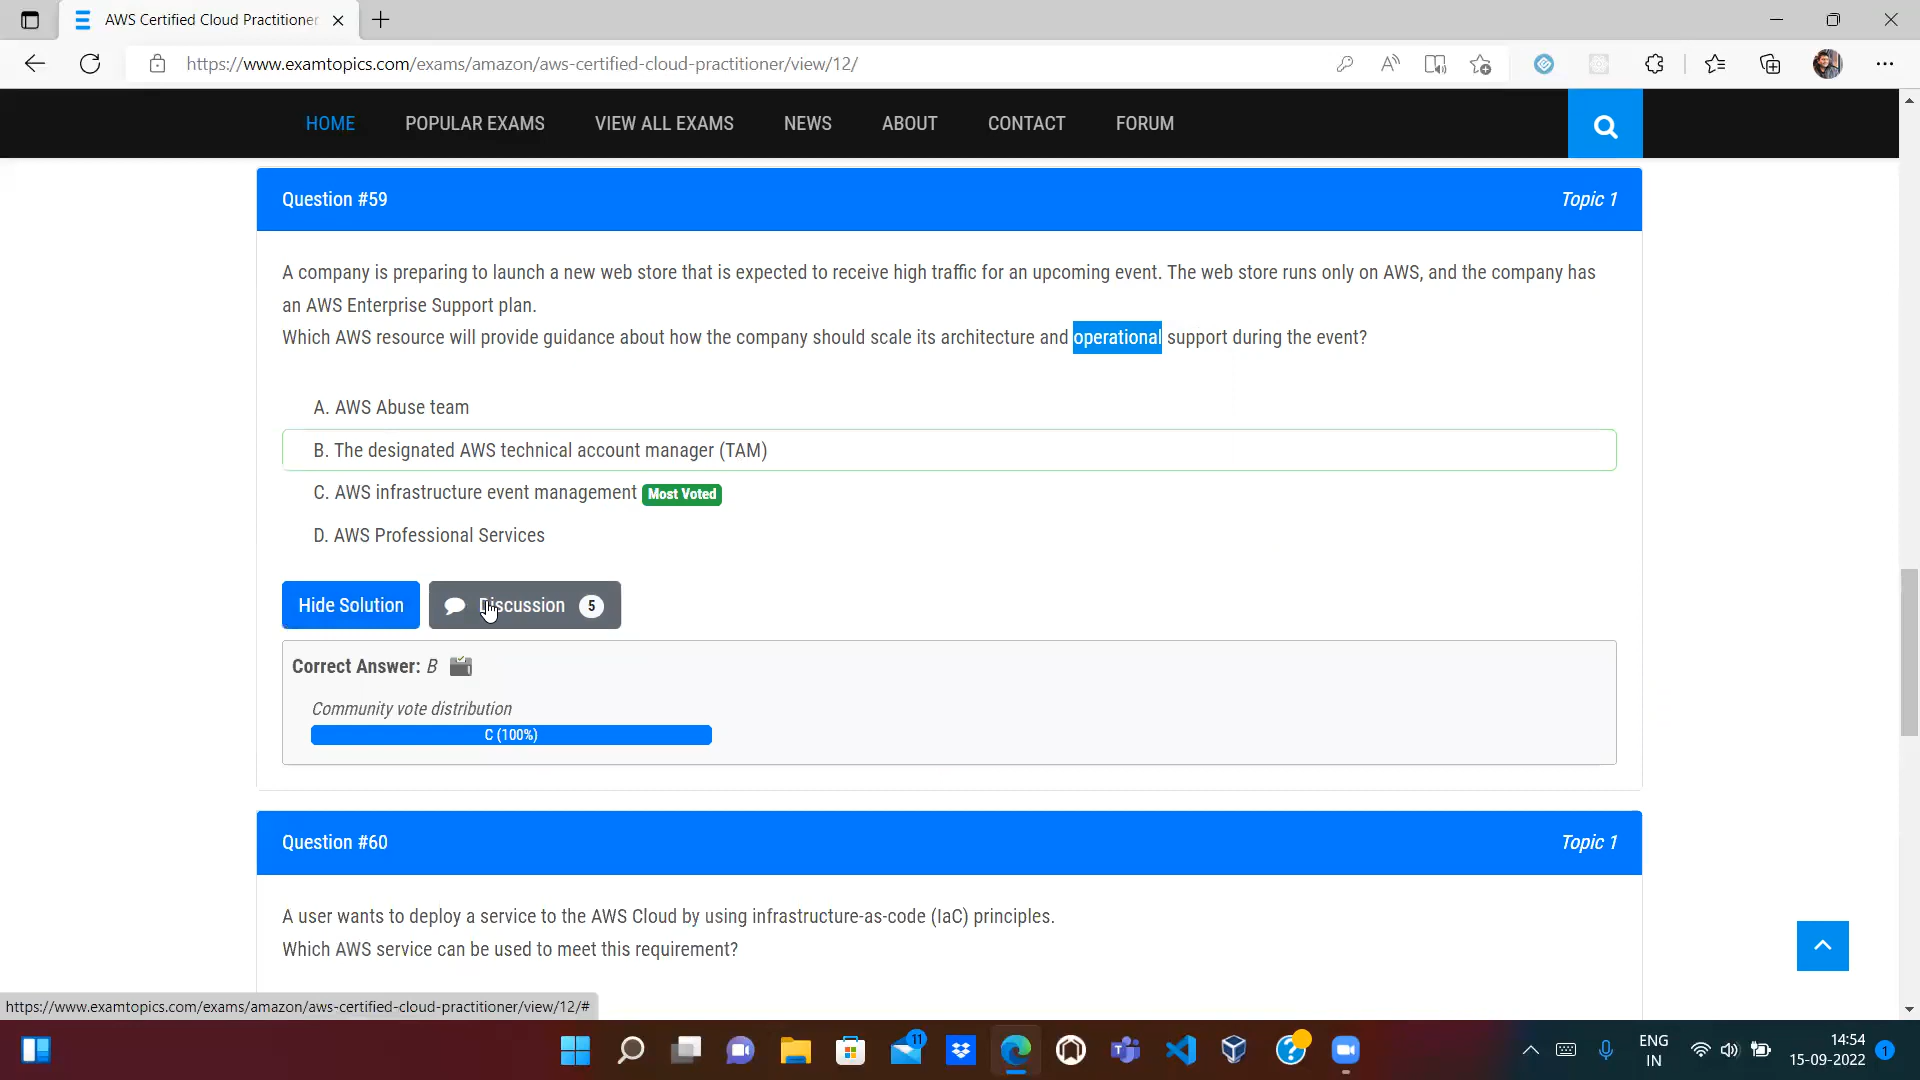 AWS Certified Cloud Practitioner
https://www.examtopics.com/exams/amazon/aws-certified-cloud-practitioner/view/12/
HOME POPULAR EXAMS VIEW ALL EXAMS NEWS ABOUT CONTACT FORUM
Question #59 Topic 1
A company is preparing to launch a new web store that is expected to receive high traffic for an upcoming event. The web store runs only on AWS, and the company has
an AWS Enterprise Support plan.
Which AWS resource will provide guidance about how the company should scale its architecture and operational support during the event?
A. AWS Abuse team
B. The designated AWS technical account manager (TAM)
C. AWS infrastructure event management Most Voted
D. AWS Professional Services
Hide Solution Discussion 5
Correct Answer: B
Community vote distribution
C (100%)
Question #60 Topic 1
A user wants to deploy a service to the AWS Cloud by using infrastructure-as-code (IaC) principles.
Which AWS service can be used to meet this requirement?
https://www.examtopics.com/exams/amazon/aws-certified-cloud-practitioner/view/12/#
11
ENG
IN
14:54
15-09-2022
1